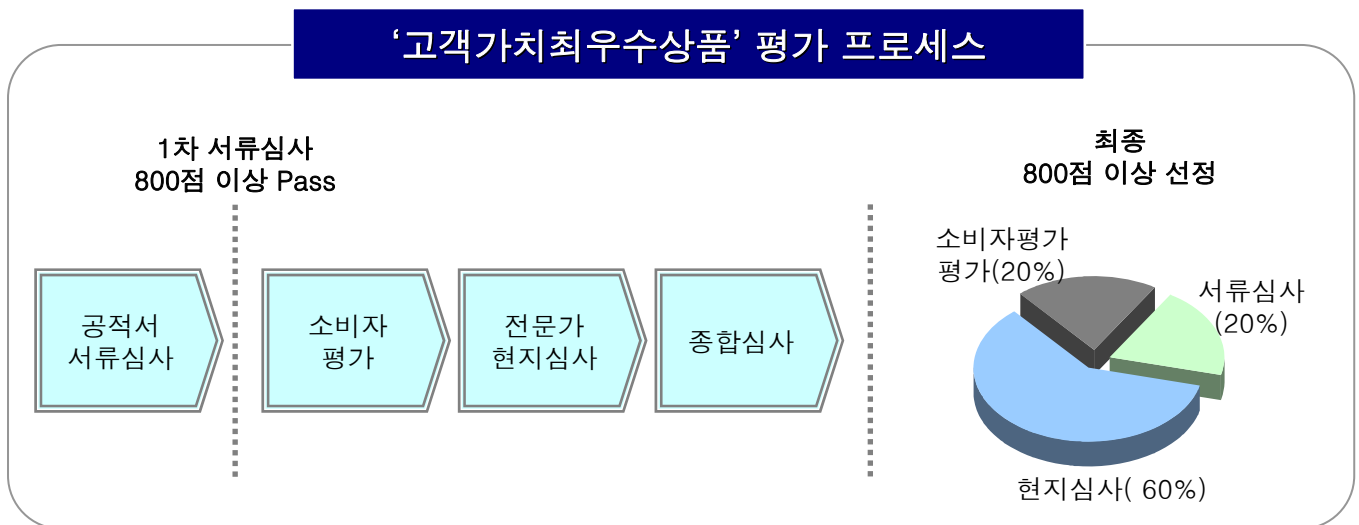 ‘고객가치최우수상품’ 평가 프로세스
1차 서류심사
800점 이상 Pass
공적서
서류심사
소비자
평가
전문가
현지심사
종합심사
최종
800점 이상 선정
소비자평가
평가(20%)
서류심사
(20%)
현지심사( 60%)